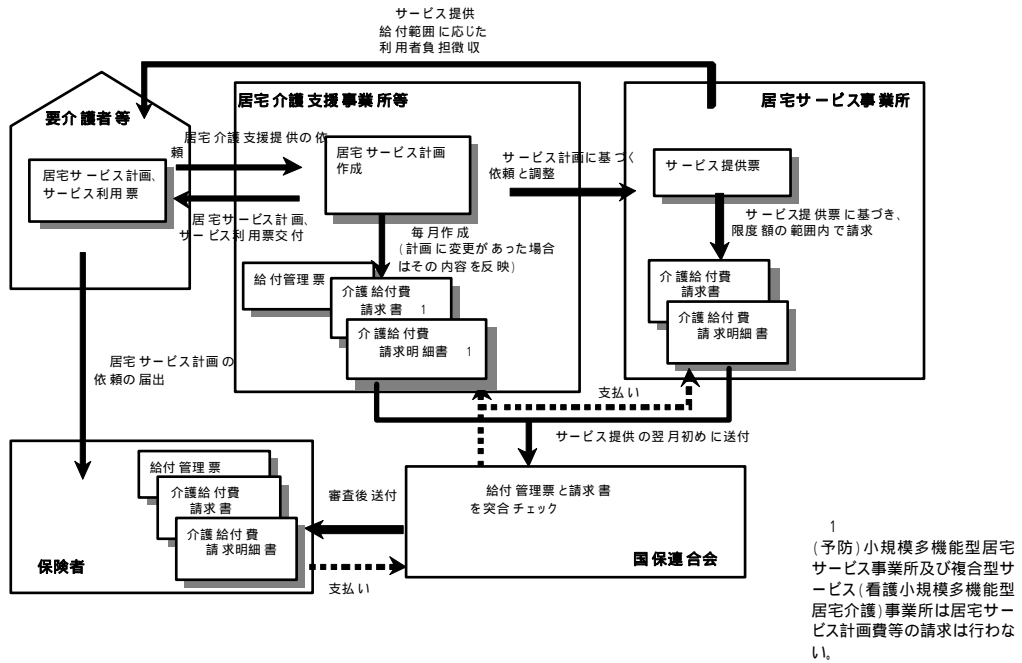 サービス提供
給付範囲に応じた
利用者負担徴収
要介護者等
居宅サービス計画、
サービス利用票
居宅介護支援提供の依
頼
居宅サービス計画、
サービス利用票交付
居宅介護支援事業所等
居宅サービス計画
作成
毎月作成
(計画に変更があった場合
はその内容を反映)
給付管理票
介護給付費
請求書 1
介護給付費
請求明細書 1
サービス計画に基づく
依頼と調整
居宅サービス事業所
サービス提供票
サービス提供票に基づき、
限度額の範囲内で請求
介護給付費
請求書
介護給付費
請求明細書
居宅サービス計画の
依頼の届出
支払い
サービス提供の翌月初めに送付
給付管理票
介護給付費
請求書
介護給付費
請求明細書
保険者
審査後送付
支払い
給付管理票と請求書
を突合チェック
国保連合会
1
(予防)小規模多機能型居宅
サービス事業所及び複合型サ
ービス(看護小規模多機能型
居宅介護)事業所は居宅サー
ビス計画費等の請求は行わな
い。